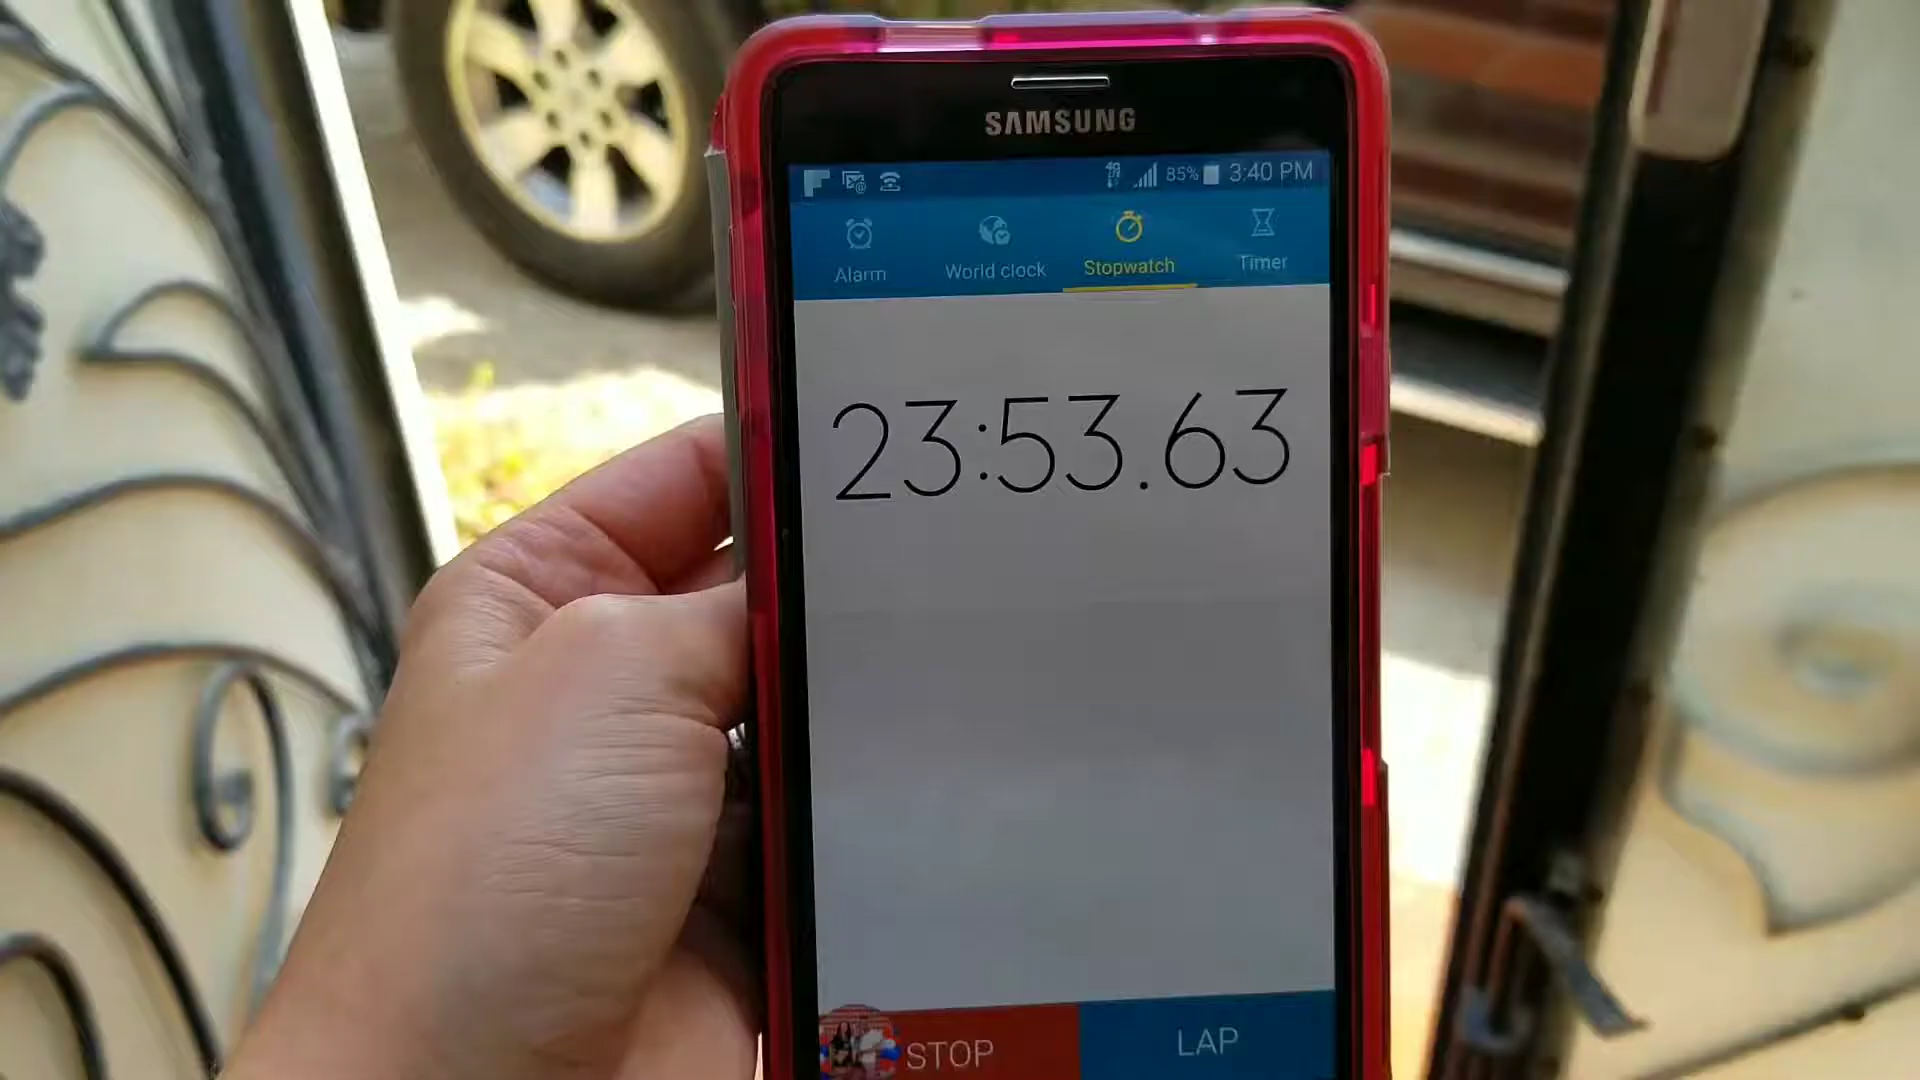 SAMSUNG
85% 3:40 PM
Alarm World clock Stopwatch Timer
23:53.63
STOP LAP